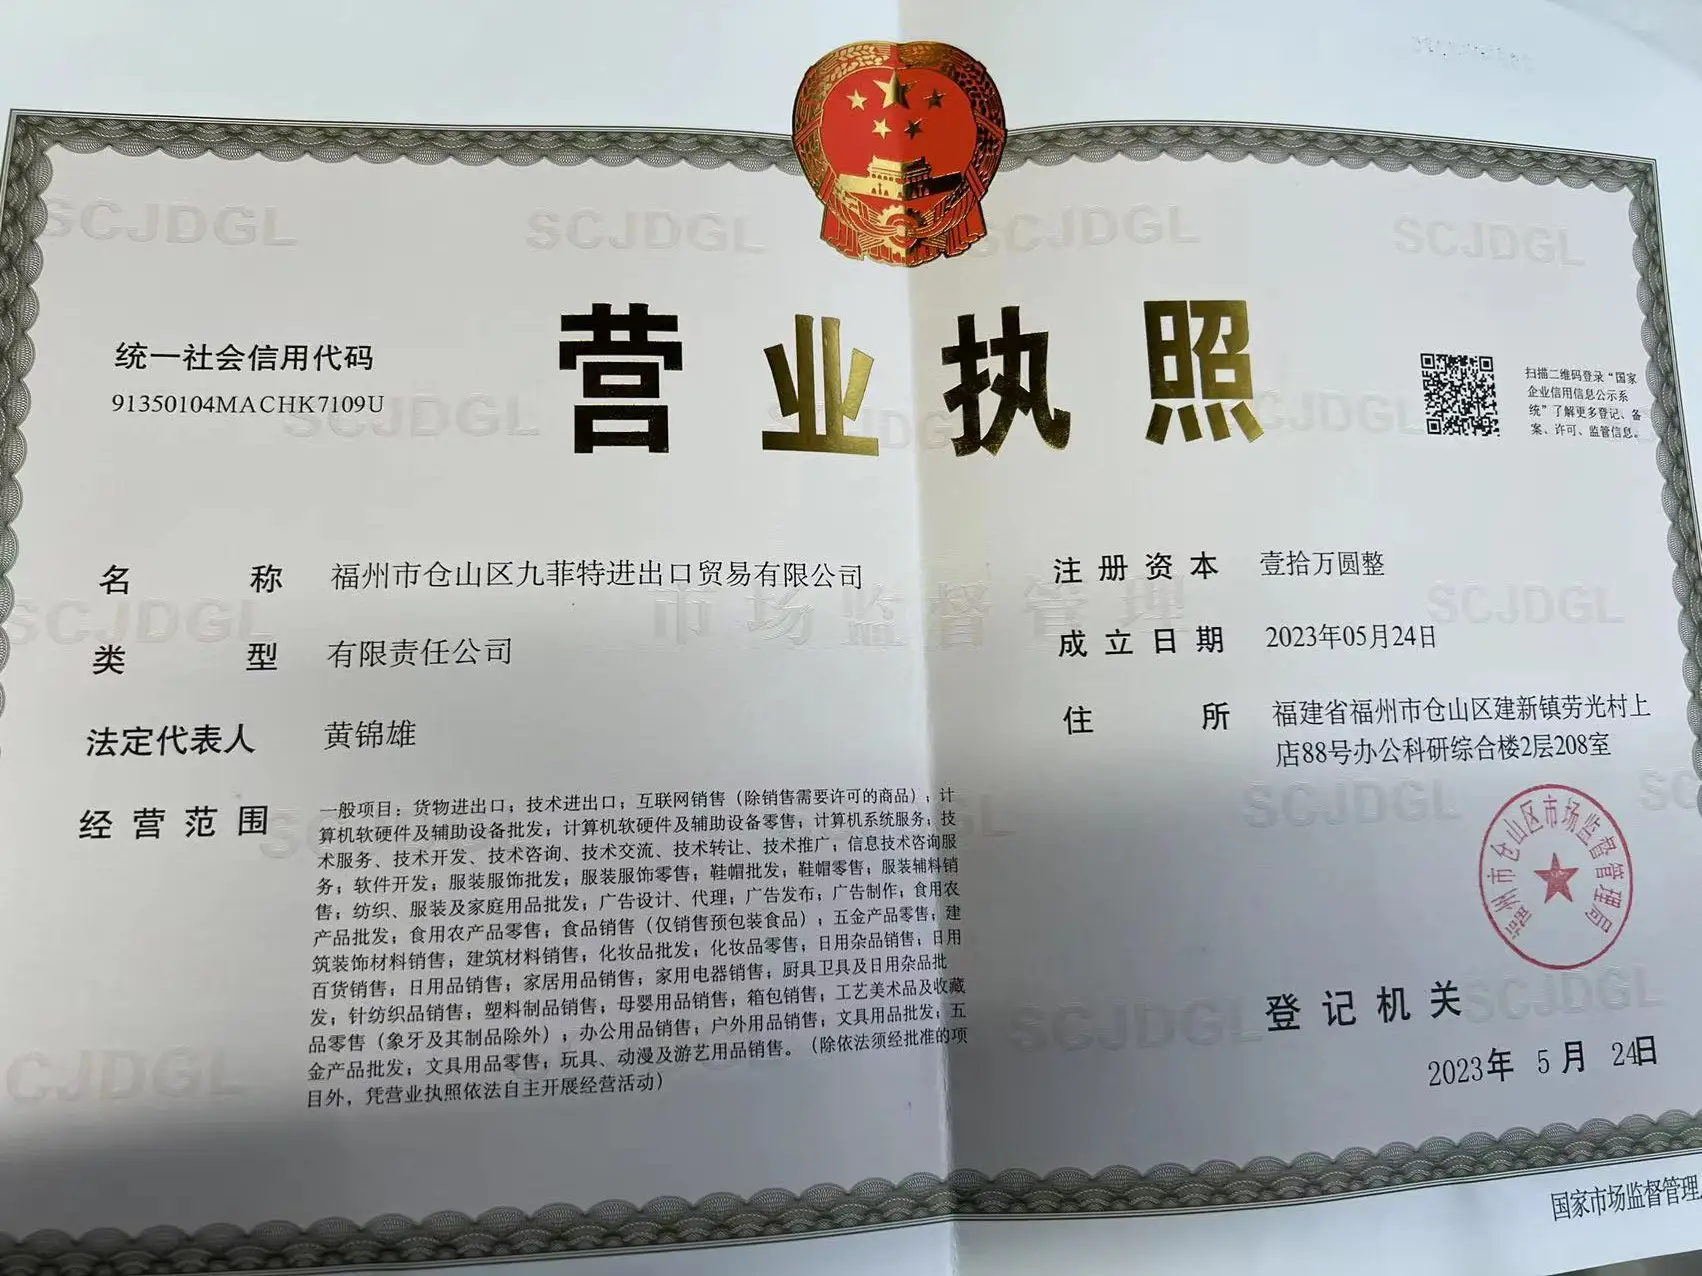 营业执照
统一社会信用代码
91350104MACHK7109U
扫描二维码登录“国家
企业信用信息公示系
统”了解更多登记、备
案、许可、监管信息。
名称 福州市仓山区九菲特进出口贸易有限公司
类型 有限责任公司
法定代表人 黄锦雄
经营范围 一般项目：货物进出口；技术进出口；互联网销售（除销售需要许可的商品）；计
算机软硬件及辅助设备批发；计算机软硬件及辅助设备零售；计算机系统服务；技
术服务、技术开发、技术咨询、技术交流、技术转让、技术推广；信息技术咨询服
务；软件开发；服装服饰批发；服装服饰零售；鞋帽批发；鞋帽零售；服装辅料销
售；纺织、服装及家庭用品批发；广告设计、代理；广告发布；广告制作；食用农
产品批发；食用农产品零售；食品销售（仅销售预包装食品）；五金产品零售；建
筑装饰材料销售；建筑材料销售；化妆品批发；化妆品零售；日用杂品销售；日用
百货销售；日用品销售；家居用品销售；家用电器销售；厨具卫具及日用杂品批
发；针纺织品销售；塑料制品销售；母婴用品销售；箱包销售；工艺美术品及收藏
品零售（象牙及其制品除外）；办公用品销售；户外用品销售；文具用品批发；五
金产品批发；文具用品零售；玩具、动漫及游艺用品销售。（除依法须经批准的项
目外，凭营业执照依法自主开展经营活动）
注册资本 壹拾万圆整
成立日期 2023年05月24日
住所 福建省福州市仓山区建新镇劳光村上
店88号办公科研综合楼2层208室
福州市仓山区市场监督管理局
登记机关
2023年 5月 24日
国家市场监督管理
SCJDGL
SCJDGL
SCJDGL
SCJDGL
SCJDGL
SCJDGL
市场监督管理
SCJDGL
SCJDGL
SCJDGL
SCJDGL
SCJDGL